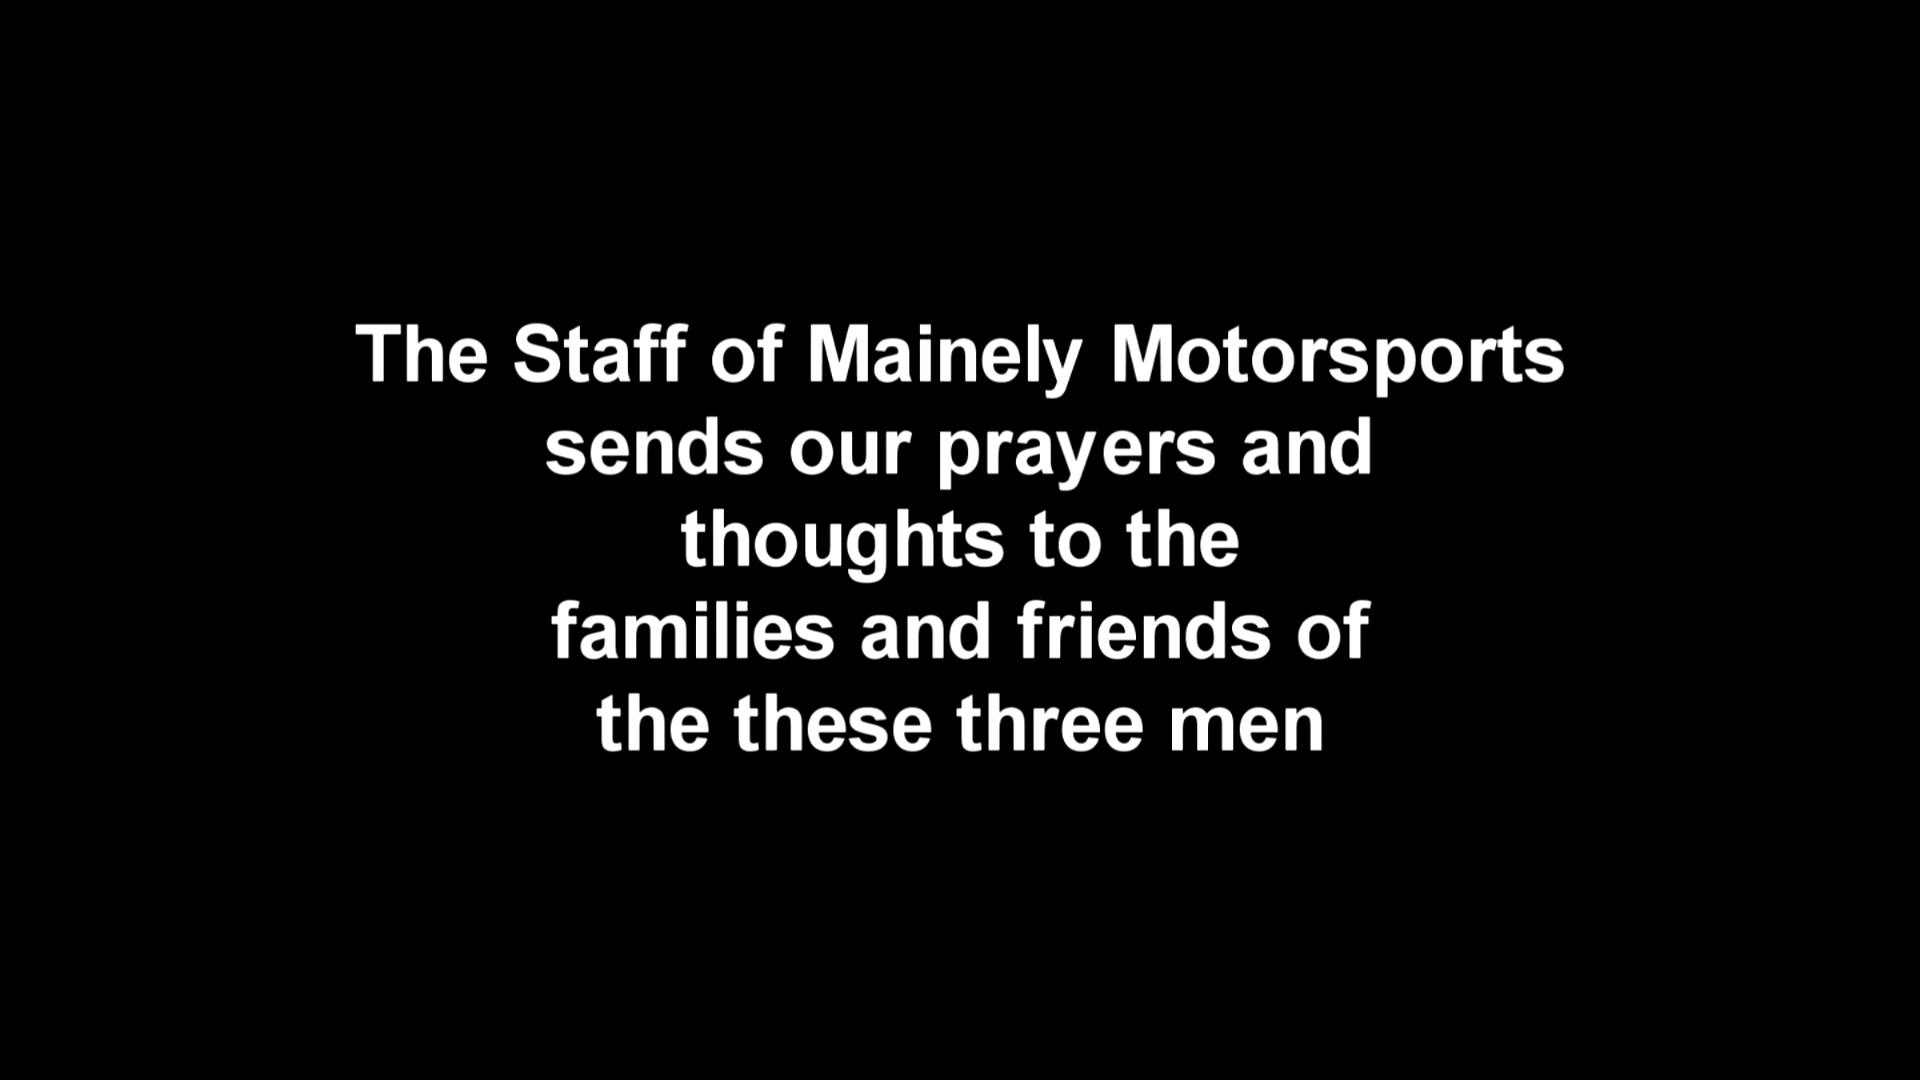 The Staff of Mainely Motorsports
sends our prayers and
thoughts to the
families and friends of
the these three men